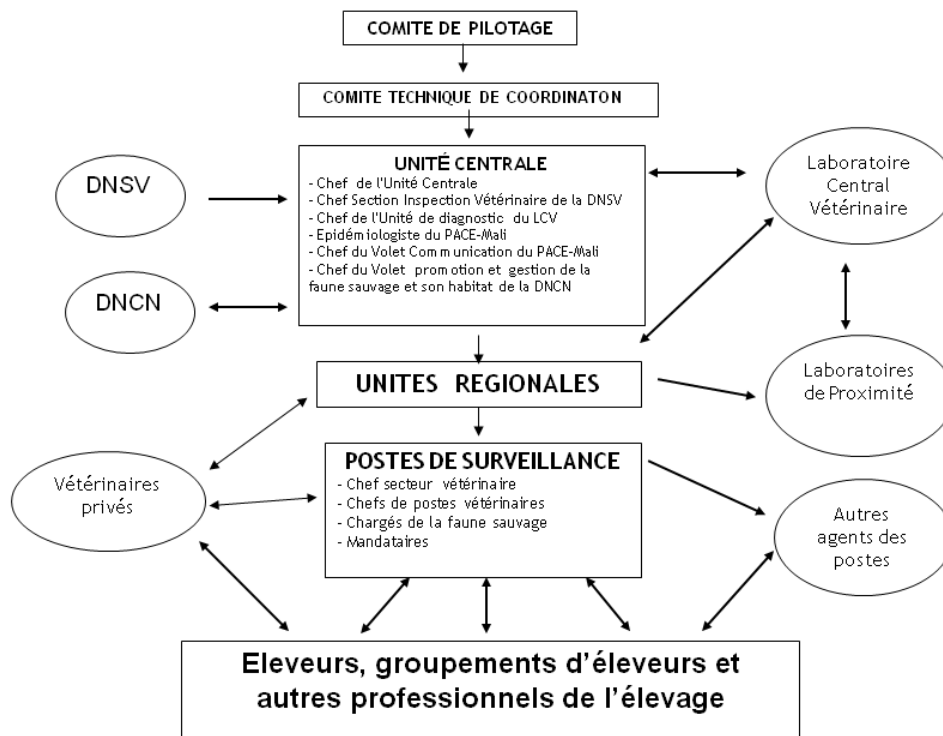 COMITE DE PILOTAGE
COMITE TECHNIQUE DE COORDINATON
UNITÉ CENTRALE
- Chef de l'Unité Centrale
- Chef Section Inspection Vétérinaire de la DNSV
- Chef de l'Unité de diagnostic du LCV
- Epidémiologiste du PACE-Mali
- Chef du Volet Communication du PACE-Mali
- Chef du Volet promotion et gestion de la
faune sauvage et son habitat de la DNCN
DNSV
DNCN
Laboratoire
Central
Vétérinaire
UNITES REGIONALES
Laboratoires
de Proximité
POSTES DE SURVEILLANCE
- Chef secteur vétérinaire
- Chefs de postes vétérinaires
- Chargés de la faune sauvage
- Mandataires
Vétérinaires
privés
Autres
agents des
postes
Eleveurs, groupements d'éleveurs et
autres professionnels de l'élevage